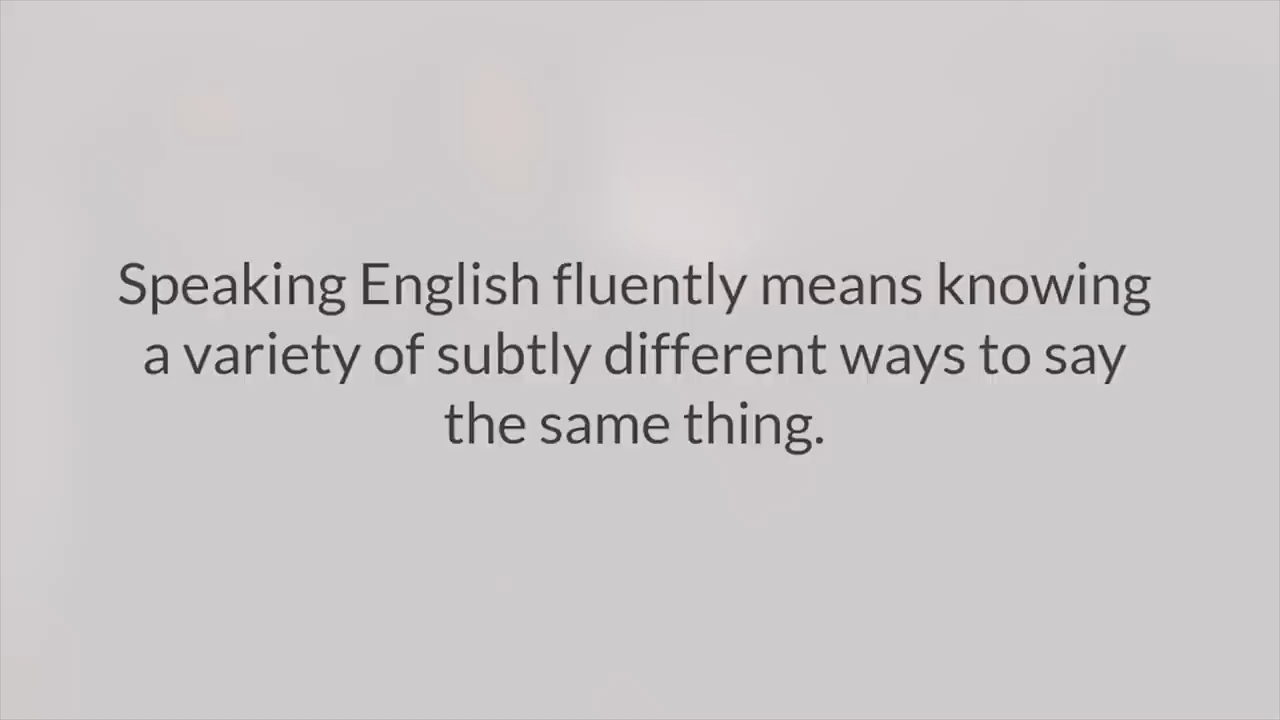 Speaking English fluently means knowing
a variety of subtly different ways to say
the same thing.